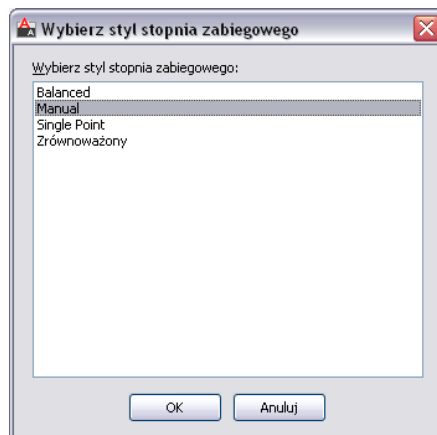 Wybierz styl stopnia zabiegowego
Wybierz styl stopnia zabiegowego:
Balanced
Manual
Single Point
Zrównoważony
OK
Anuluj